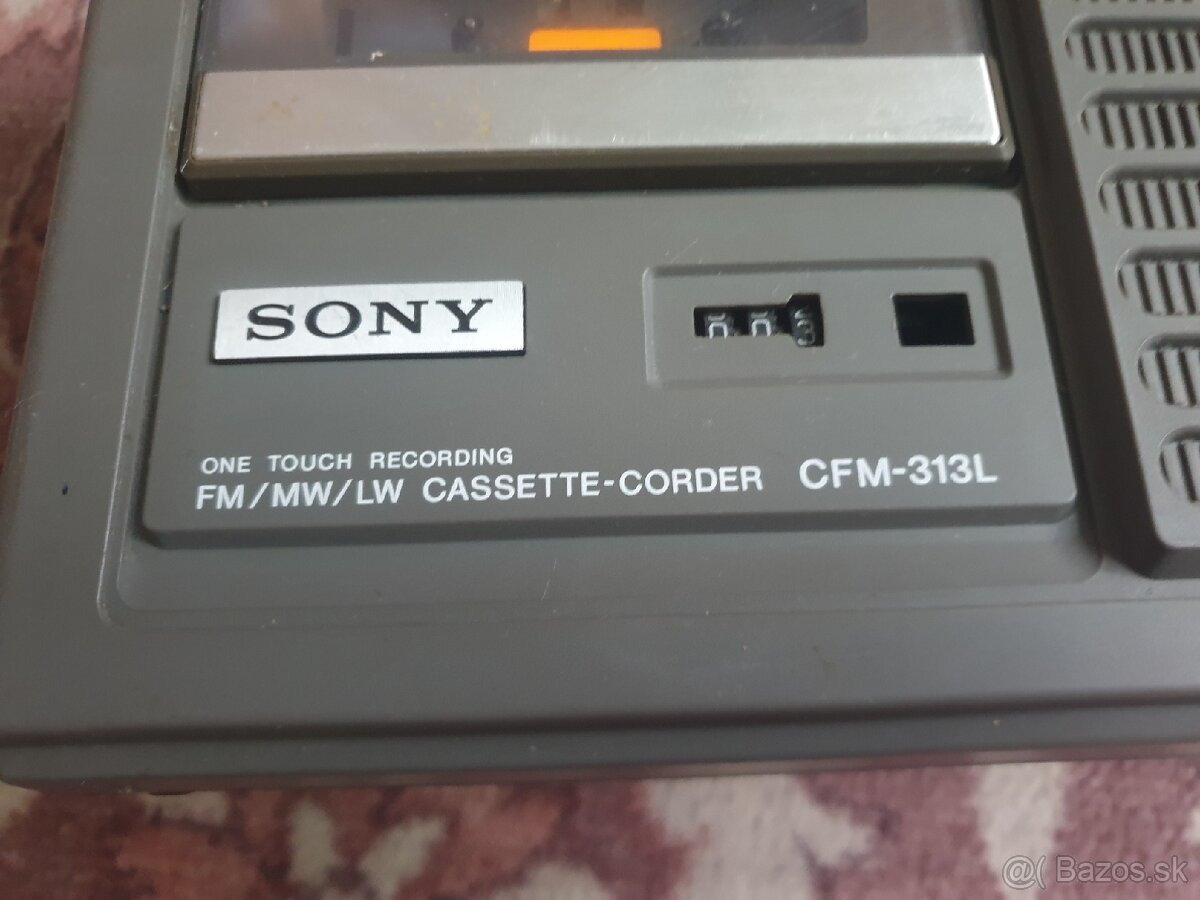 SONY
ONE TOUCH RECORDING
FM/MW/LW CASSETTE-CORDER CFM-313L
@( Bazos.sk